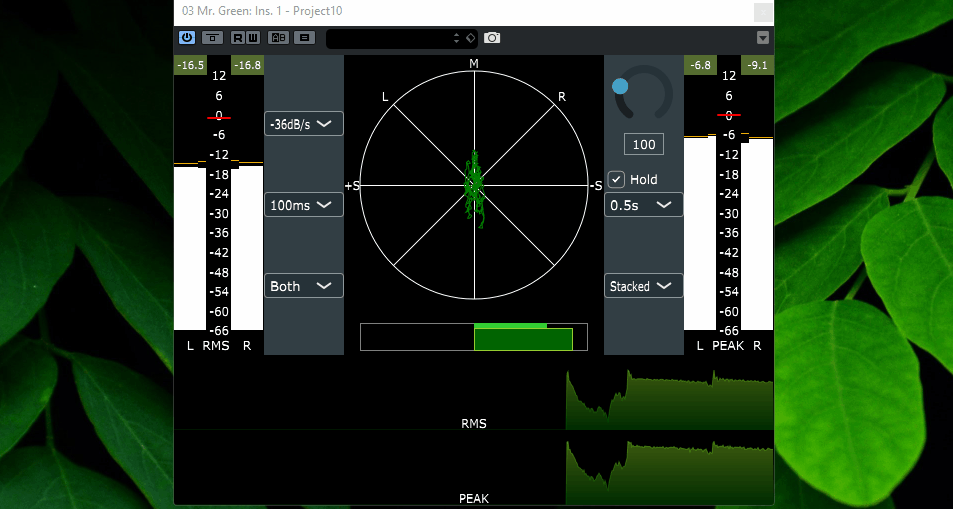 03 Mr. Green: Ins. 1 - Project10
x
R W AB
-16.5 -16.8 -6.8 -9.1
12 M 12
6 L R 6
0 0
-6 -36dB/s -6
-12 100 -12
-18 +S -S Hold -18
-24 -24
-30 100ms 0.5s -30
-36 -36
-42 -42
-48 -48
-54 Both Stacked -54
-60 -60
-66 -66
L RMS R L PEAK R
RMS
PEAK